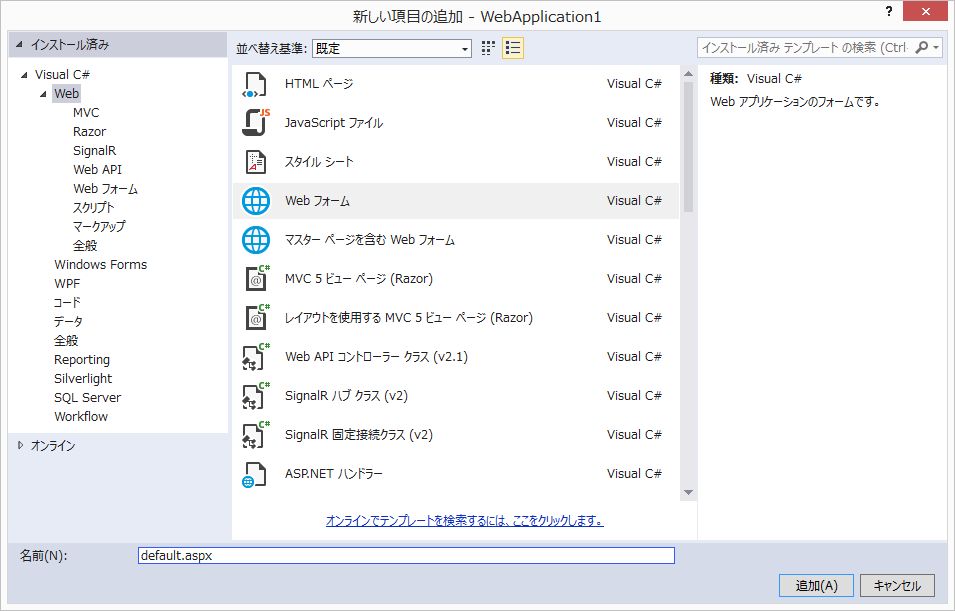 新しい項目の追加 - WebApplication1
?
インストール済み
並べ替え基準: 既定
インストール済み テンプレート の検索 (Ctrl-
Visual C#
Web
MVC
Razor
SignalR
Web API
Web フォーム
スクリプト
マークアップ
全般
Windows Forms
WPF
コード
データ
全般
Reporting
Silverlight
SQL Server
Workflow
オンライン
HTML ページ Visual C#
JS
JavaScript ファイル Visual C#
A
スタイル シート Visual C#
Web フォーム Visual C#
マスター ページを含む Web フォーム Visual C#
C#
@
MVC 5 ビュー ページ (Razor) Visual C#
C#
@
レイアウトを使用する MVC 5 ビュー ページ (Razor) Visual C#
C#
Web API コントローラー クラス (v2.1) Visual C#
C#
SignalR ハブ クラス (v2) Visual C#
C#
SignalR 固定接続クラス (v2) Visual C#
ASP.NET ハンドラー Visual C#
オンラインでテンプレートを検索するには、ここをクリックします。
種類: Visual C#
Web アプリケーションのフォームです。
名前(N): default.aspx
追加(A) キャンセル